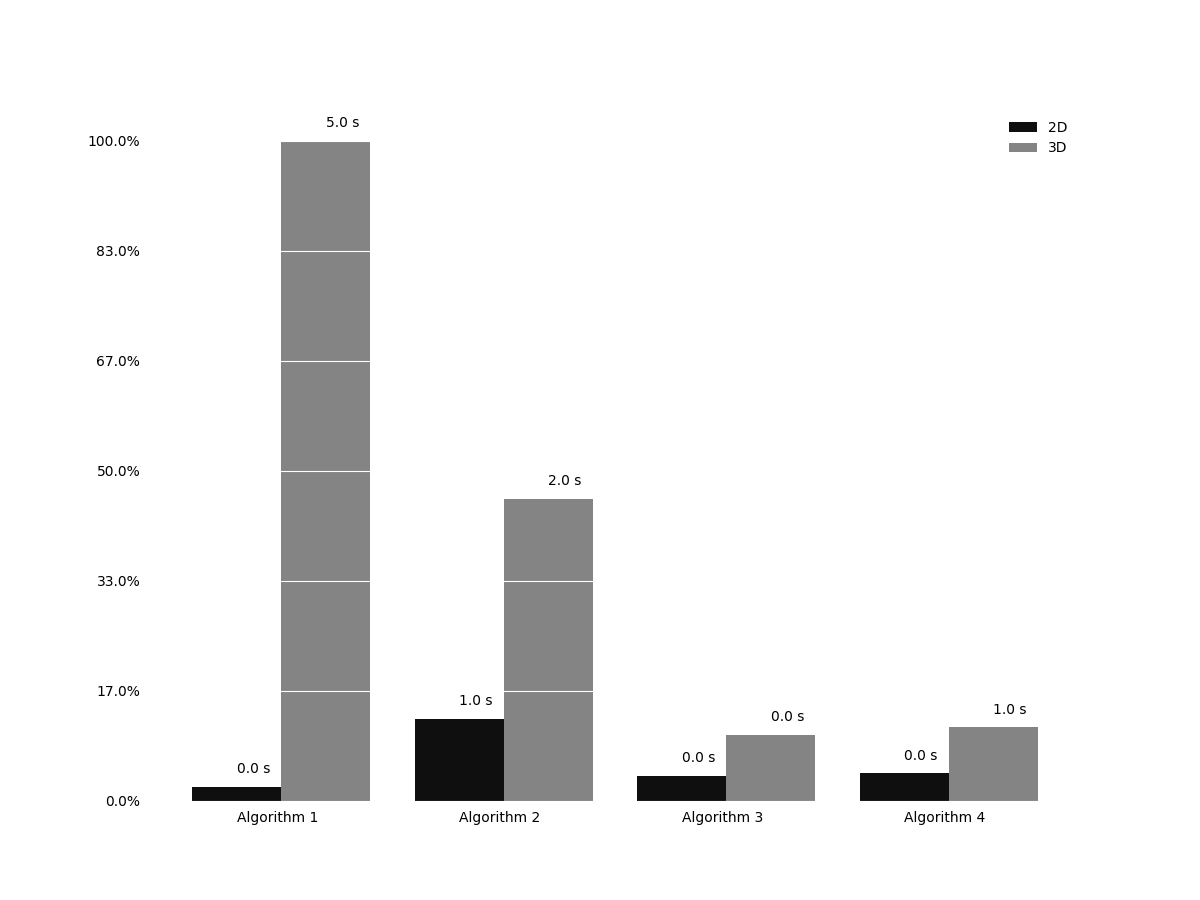 5.0 s
2D
3D
100.0%
83.0%
67.0%
50.0%
2.0 s
33.0%
17.0%
1.0 s
0.0 s
1.0 s
0.0 s
0.0 s
0.0 s
0.0%
Algorithm 1
Algorithm 2
Algorithm 3
Algorithm 4